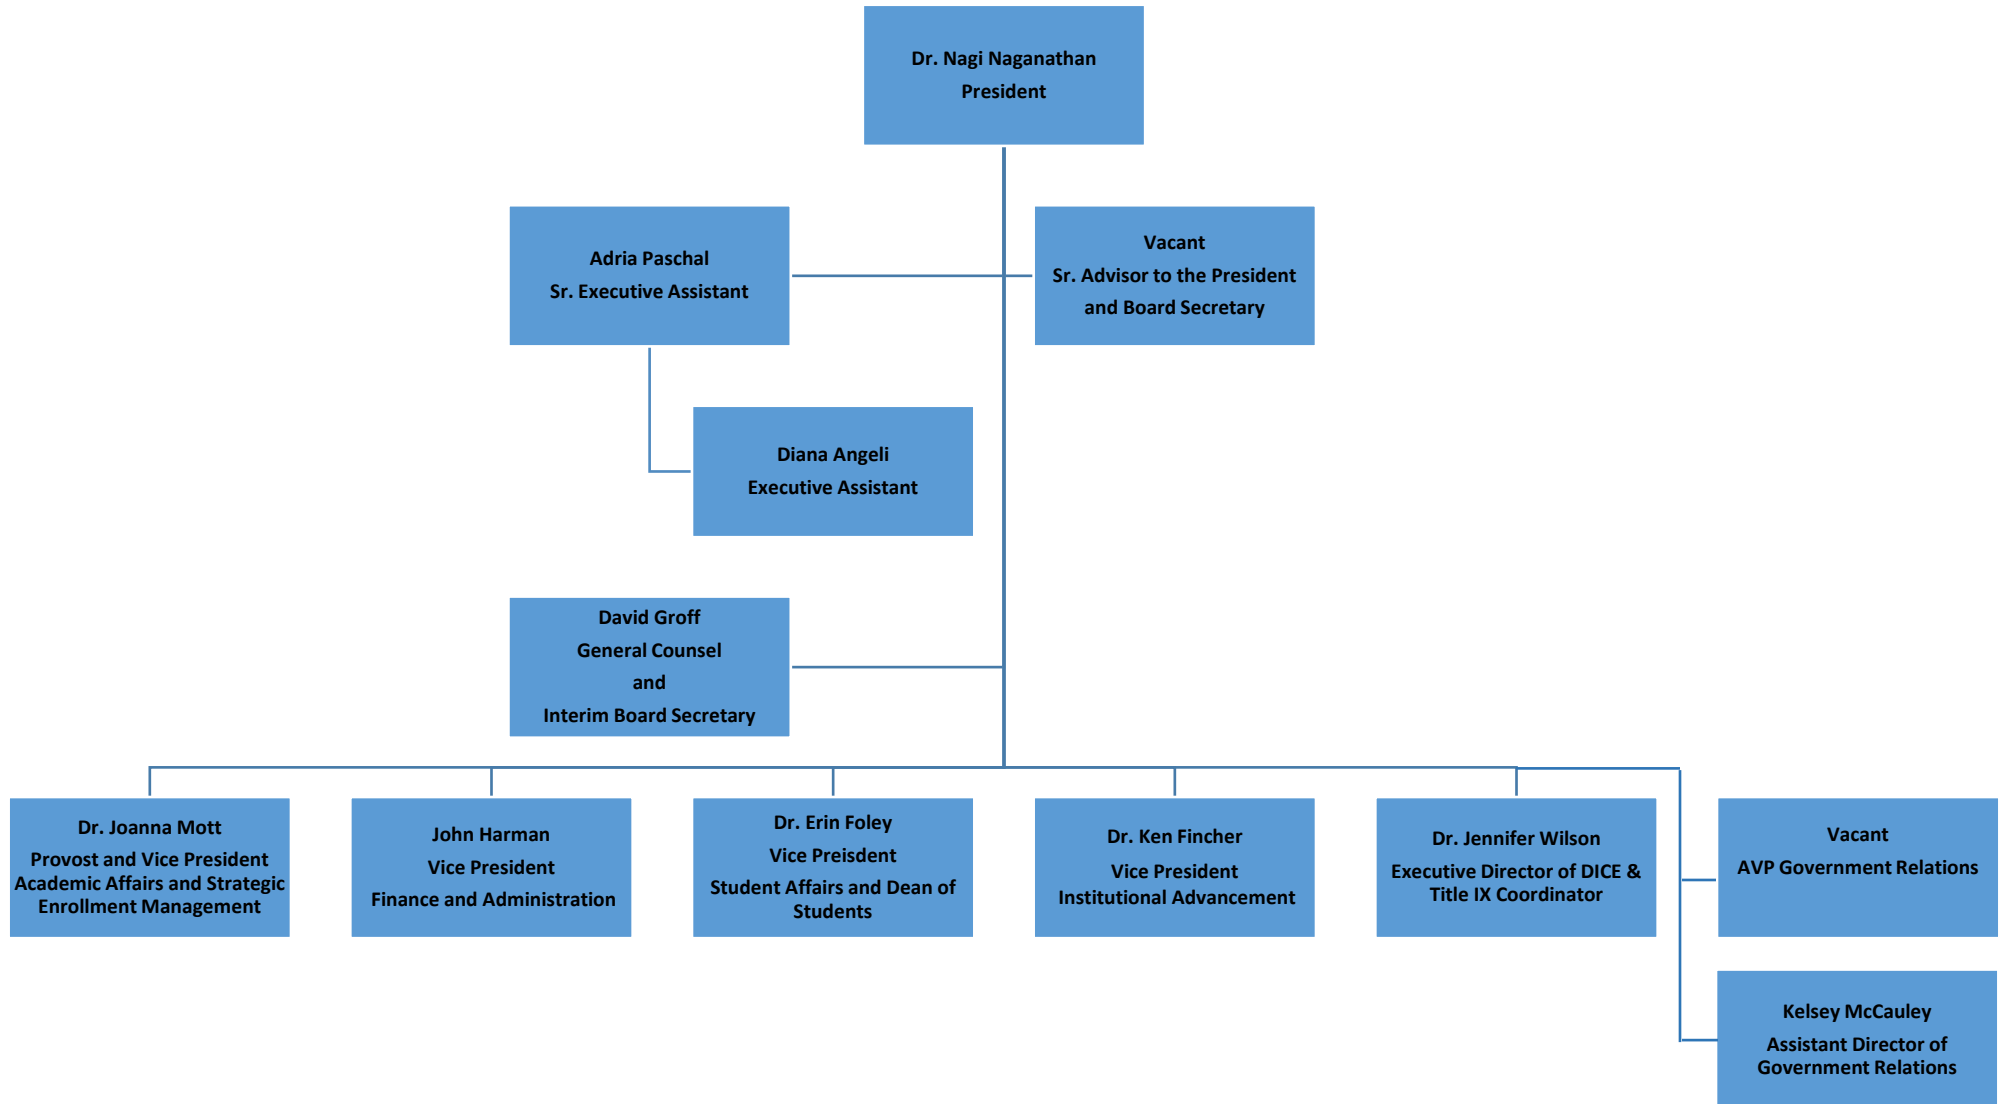 Dr. Nagi Naganathan
President
Adria Paschal
Sr. Executive Assistant
Vacant
Sr. Advisor to the President
and Board Secretary
Diana Angeli
Executive Assistant
David Groff
General Counsel
and
Interim Board Secretary
Dr. Joanna Mott
Provost and Vice President
Academic Affairs and Strategic
Enrollment Management
John Harman
Vice President
Finance and Administration
Dr. Erin Foley
Vice Preisdent
Student Affairs and Dean of
Students
Dr. Ken Fincher
Vice President
Institutional Advancement
Dr. Jennifer Wilson
Executive Director of DICE &
Title IX Coordinator
Vacant
AVP Government Relations
Kelsey McCauley
Assistant Director of
Government Relations